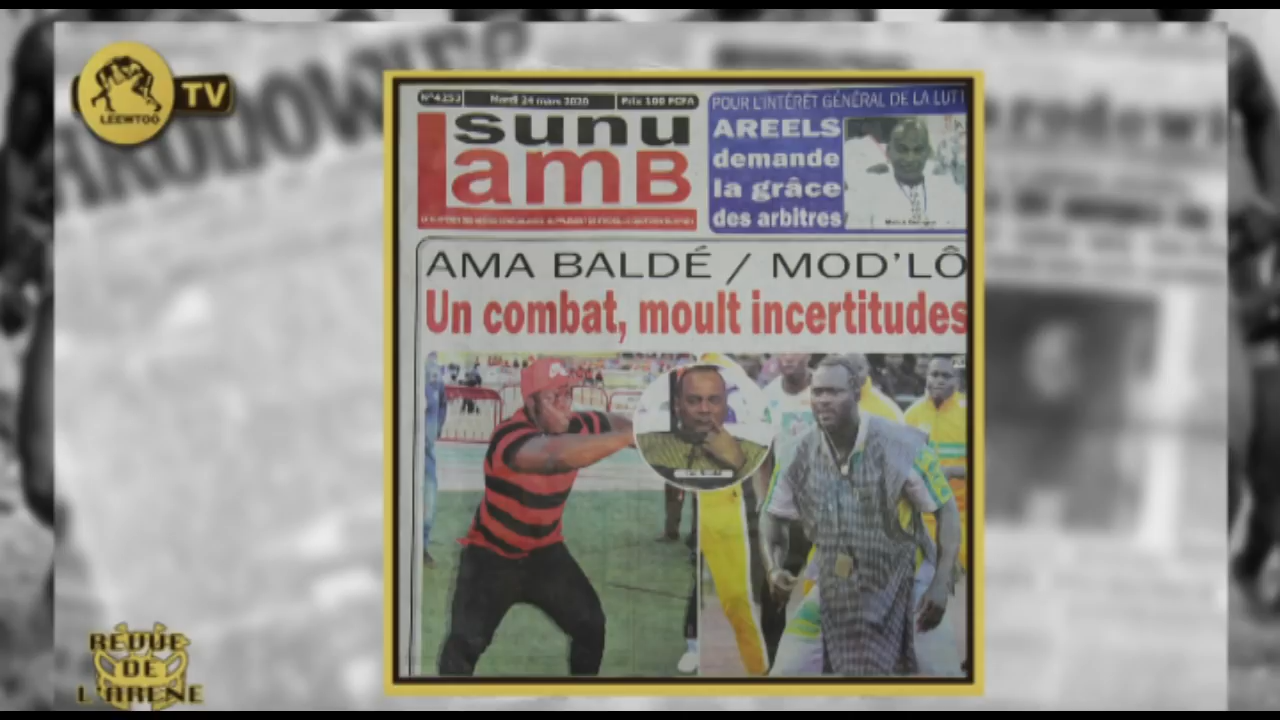 LEEWTOO
TV
N°4253
Mardi 24 mars 2020
Prix 100 FCFA
sunu
Lamb
POUR L'INTÉRÊT GÉNÉRAL DE LA LUT
AREELS
demande
la grâce
des arbitres
AMA BALDÉ / MOD'LÔ
Un combat, moult incertitudes
REVUE
DE
L'ARENE